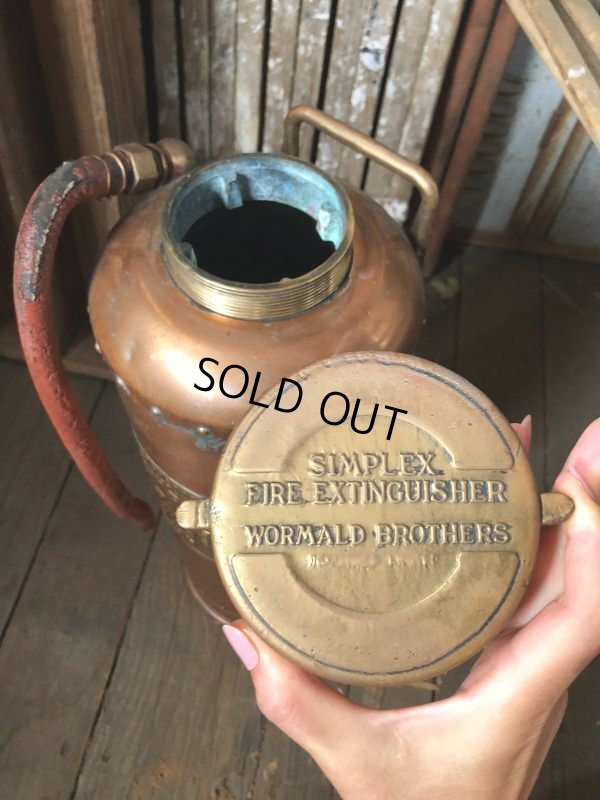 SOLD OUT
SIMPLEX
FIRE EXTINGUISHER
WORMALD BROTHERS